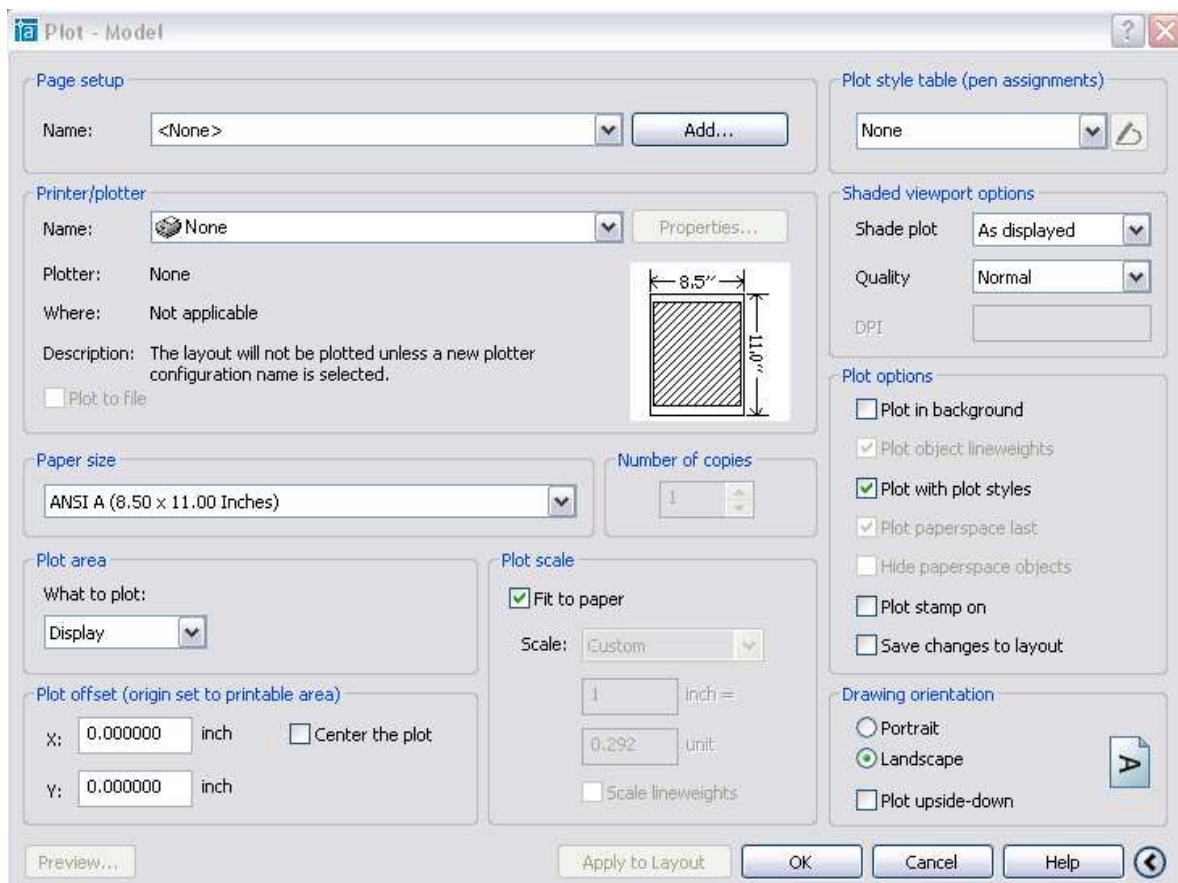 Plot - Model
Page setup
Name: <None> Add...
Plot style table (pen assignments)
None
Printer/plotter
Name: None Properties...
Plotter: None
Where: Not applicable
Description: The layout will not be plotted unless a new plotter
configuration name is selected.
Plot to file
8.5″
11.0″
Shaded viewport options
Shade plot As displayed
Quality Normal
DPI
Paper size
ANSI A (8.50 x 11.00 Inches)
Number of copies
1
Plot options
Plot in background
Plot object lineweights
Plot with plot styles
Plot paperspace last
Hide paperspace objects
Plot stamp on
Save changes to layout
Plot area
What to plot:
Display
Plot scale
Fit to paper
Scale: Custom
1 inch =
0.292 unit
Scale lineweights
Plot offset (origin set to printable area)
X: 0.000000 inch Center the plot
Y: 0.000000 inch
Drawing orientation
Portrait
Landscape
Plot upside-down
A
Preview... Apply to Layout OK Cancel Help